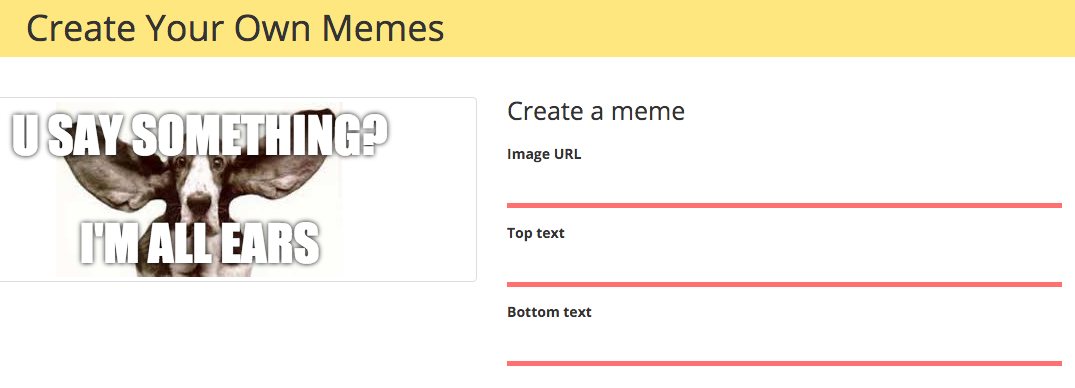 Create Your Own Memes
U SAY SOMETHING?
I'M ALL EARS
Create a meme
Image URL
Top text
Bottom text